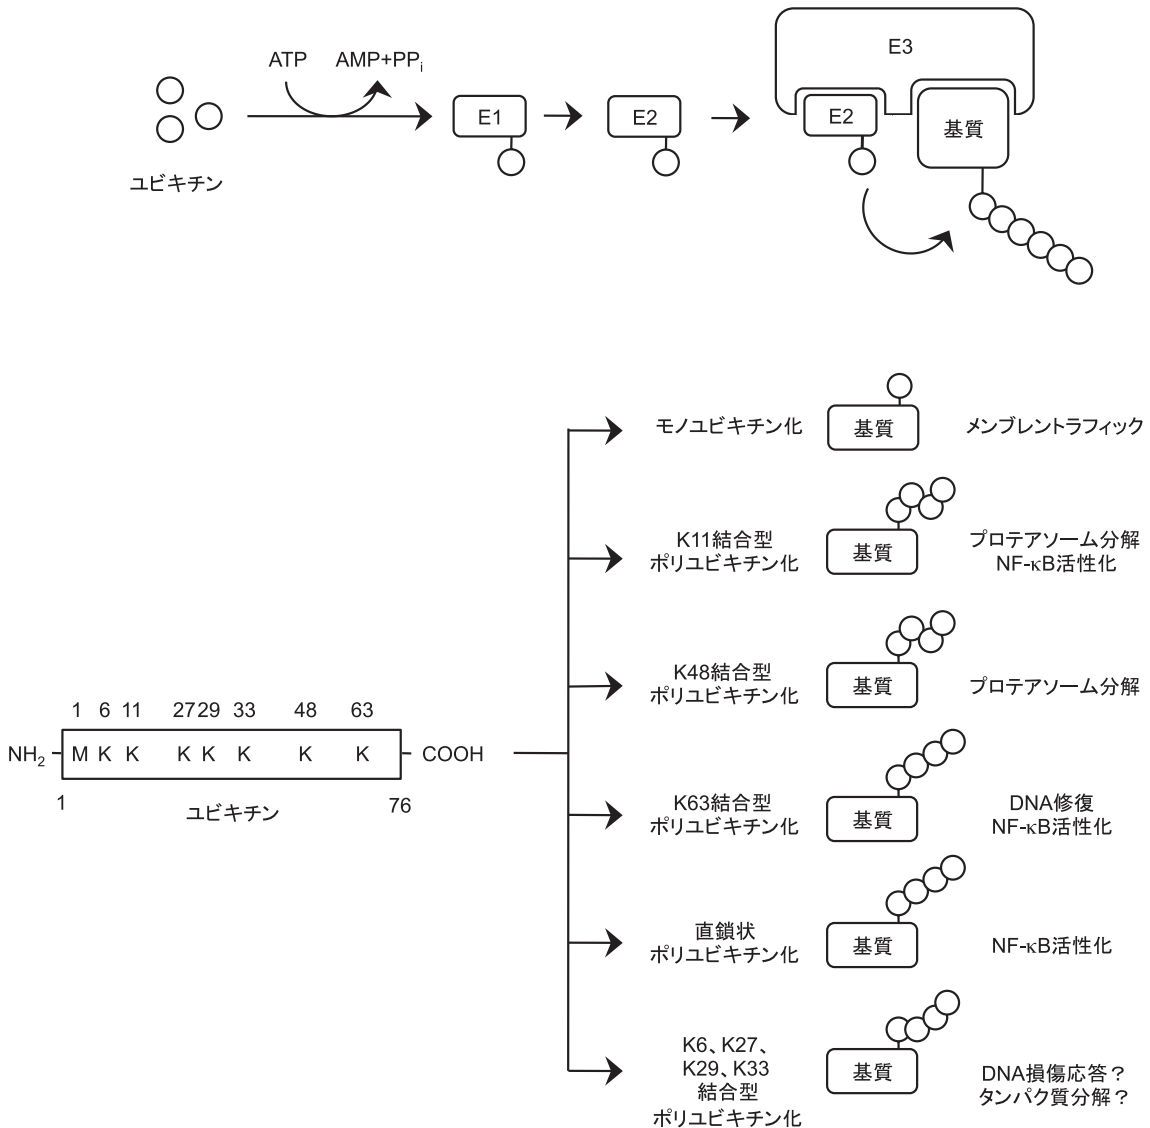 ATP
AMP+PPi
E1
E2
E3
E2
基質
ユビキチン
モノユビキチン化
基質
メンブレントラフィック
K11結合型
ポリユビキチン化
基質
プロテアソーム分解
NF-κB活性化
K48結合型
ポリユビキチン化
基質
プロテアソーム分解
1 6 11 27 29 33 48 63
NH2 M K K K K K K K COOH
1 76
ユビキチン
K63結合型
ポリユビキチン化
基質
DNA修復
NF-κB活性化
直鎖状
ポリユビキチン化
基質
NF-κB活性化
K6、K27、
K29、K33
結合型
ポリユビキチン化
基質
DNA損傷応答？
タンパク質分解？